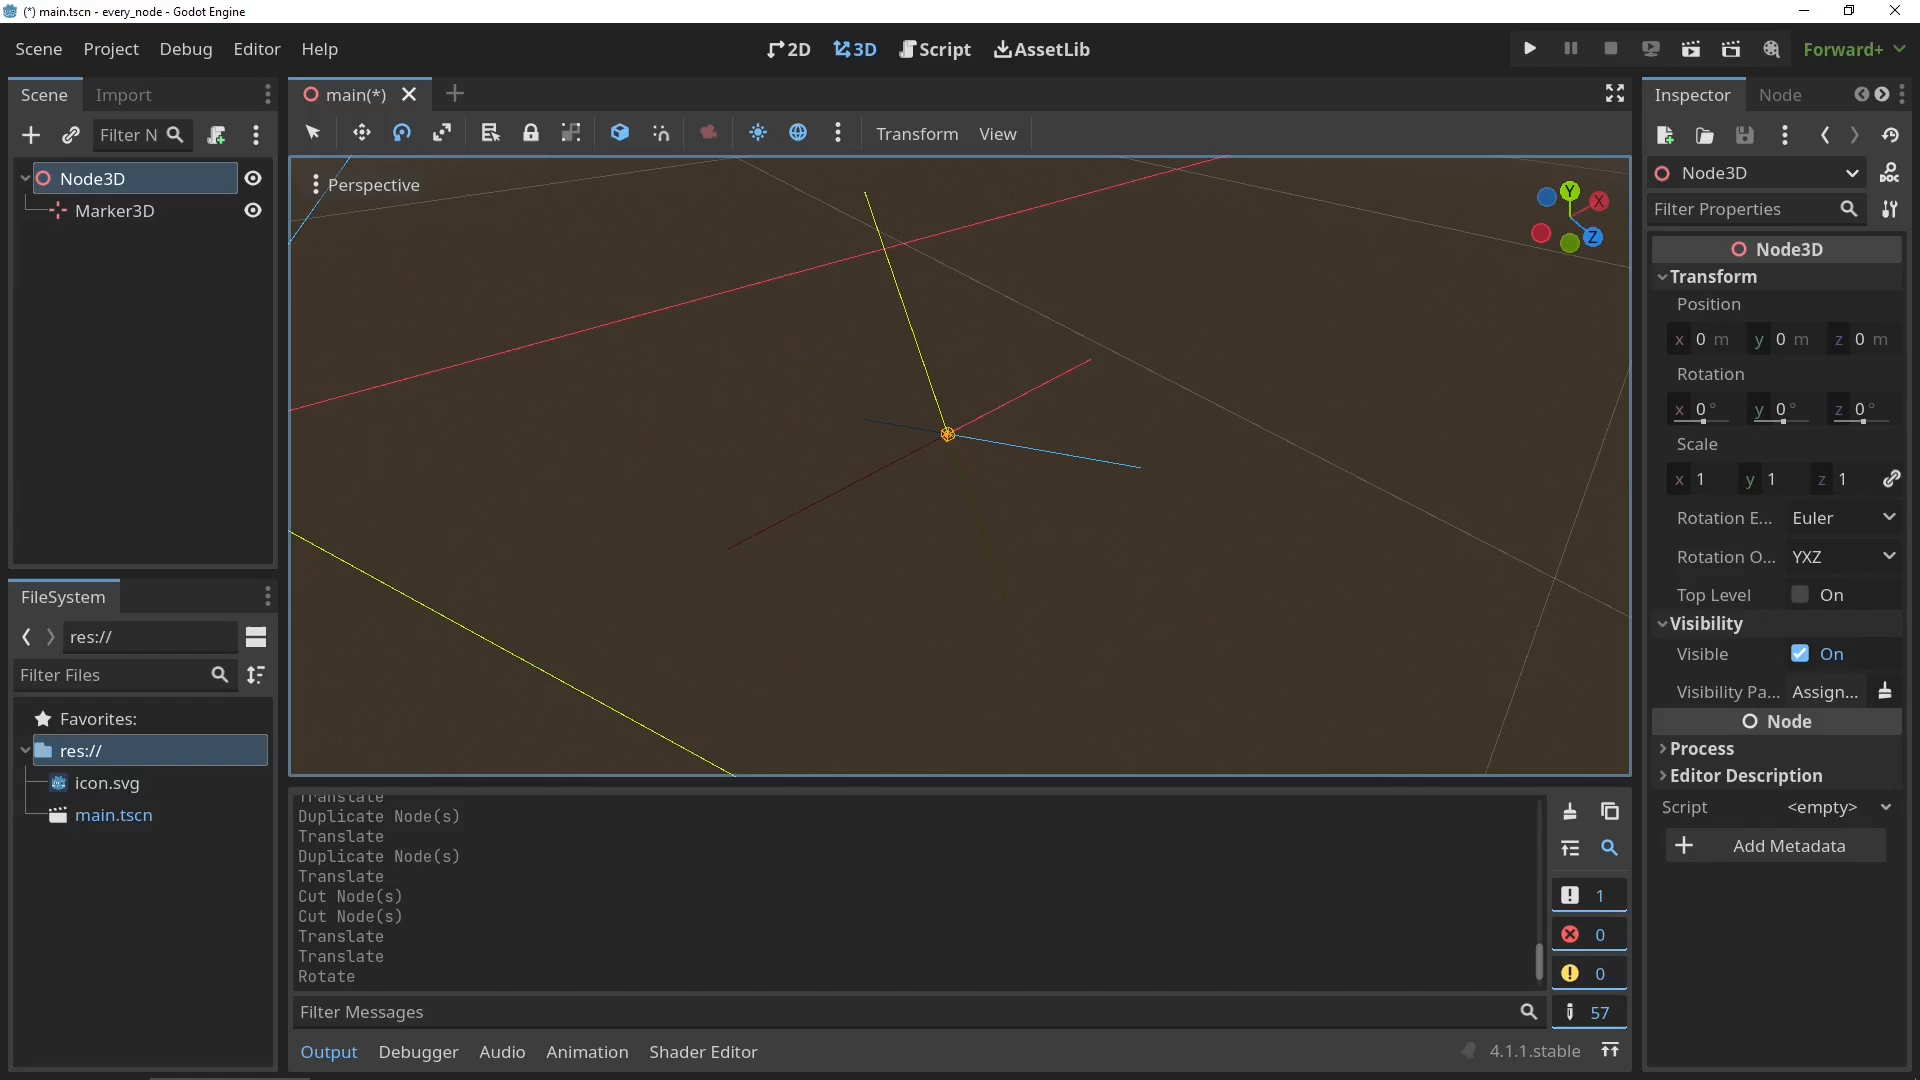 (*) main.tscn - every_node - Godot Engine
Scene Project Debug Editor Help
2D 3D Script AssetLib
Forward+
Scene Import
main(*)
Inspector Node
Filter N
Transform View
Node3D
Marker3D
Perspective
Y
X
Z
Node3D
Filter Properties
Node3D
Transform
Position
x 0 m y 0 m z 0 m
Rotation
x 0 ° y 0 ° z 0 °
Scale
x 1 y 1 z 1
Rotation E... Euler
Rotation O... YXZ
Top Level On
Visibility
Visible On
Visibility Pa... Assign...
Node
Process
Editor Description
Script <empty>
Add Metadata
FileSystem
res://
Filter Files
Favorites:
res://
icon.svg
main.tscn
Translate
Duplicate Node(s)
Translate
Duplicate Node(s)
Translate
Cut Node(s)
Cut Node(s)
Translate
Translate
Rotate
1
0
0
57
Filter Messages
Output Debugger Audio Animation Shader Editor
4.1.1.stable